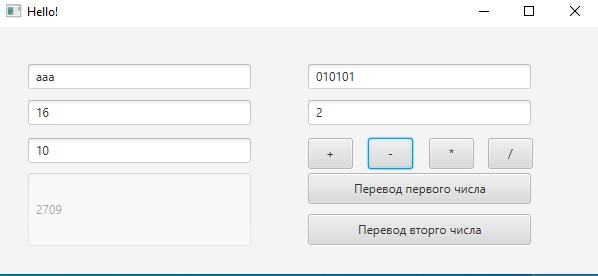 Hello!
aaa
010101
16
2
10
+ - * /
2709
Перевод первого числа
Перевод вторго числа